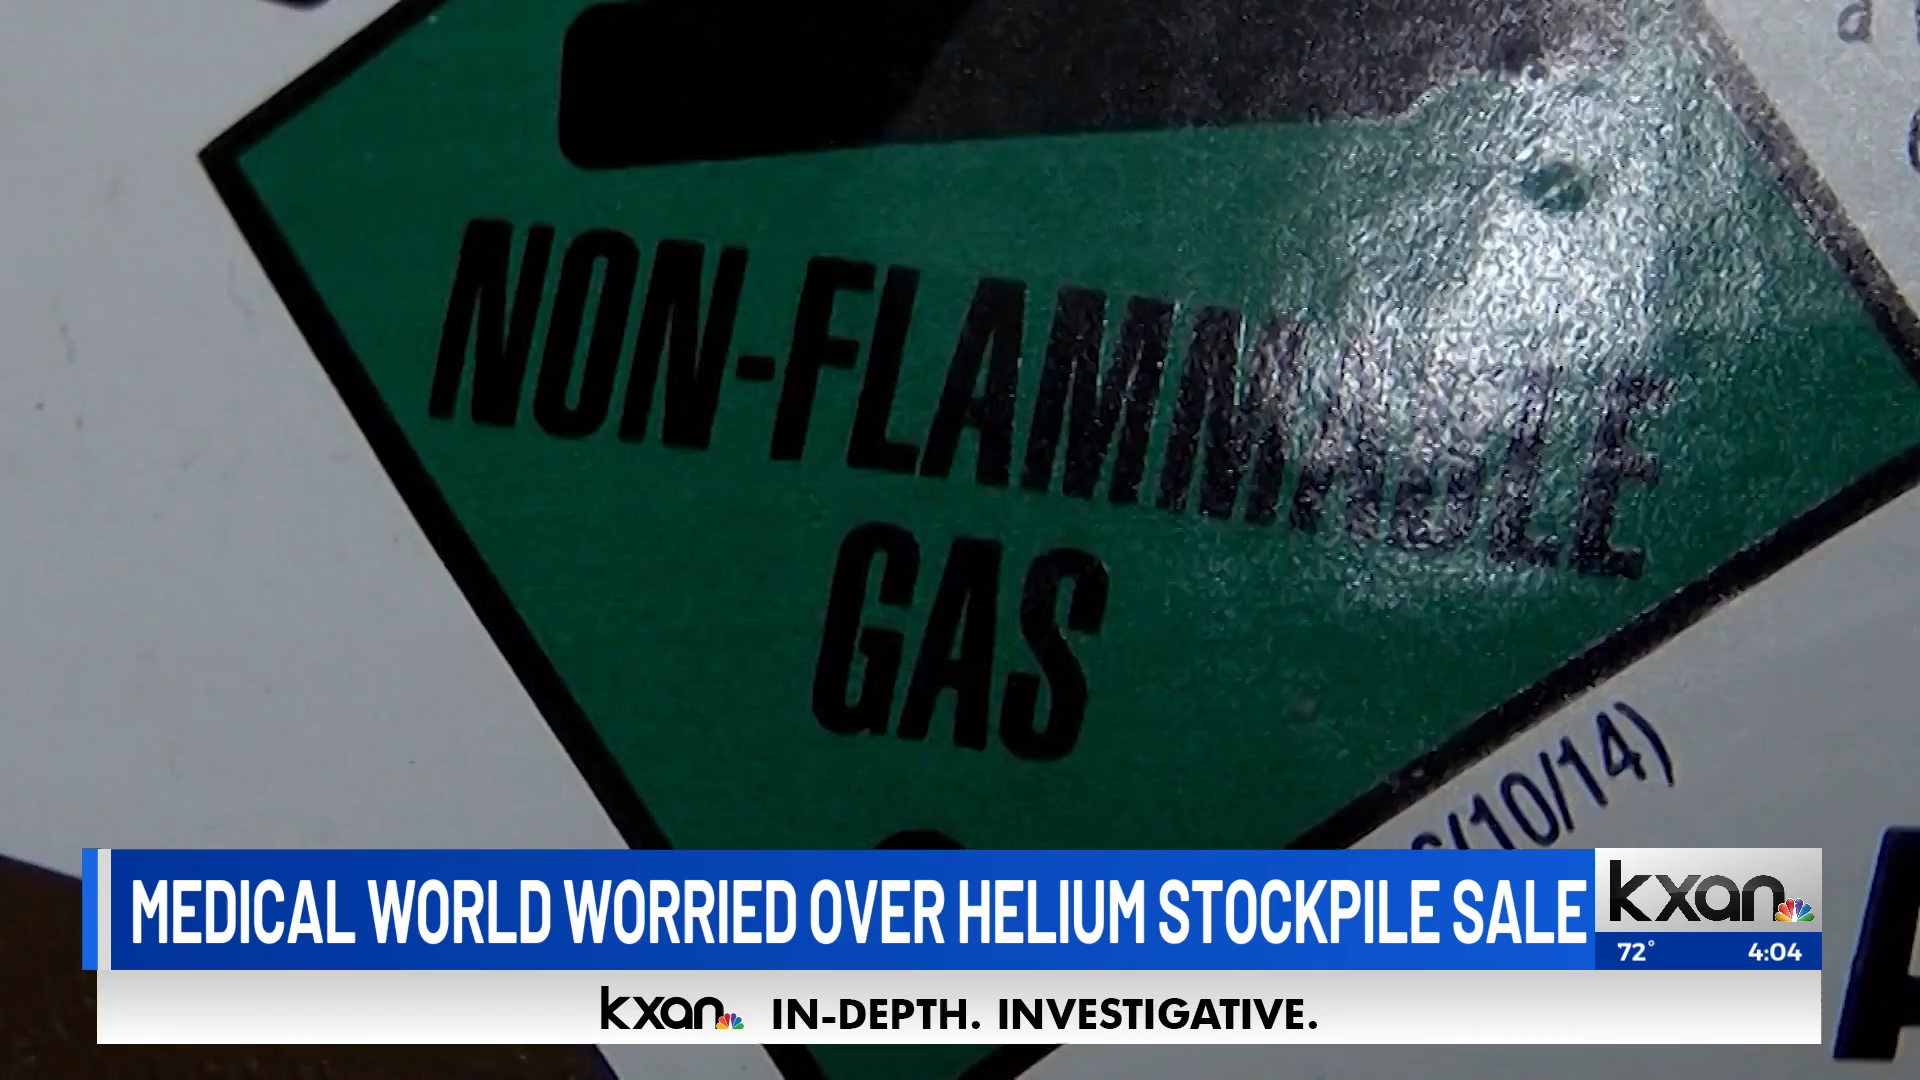 NON-FLAMMABLE
GAS
/10/14)
MEDICAL WORLD WORRIED OVER HELIUM STOCKPILE SALE
kxan
72° 4:04
kxan IN-DEPTH. INVESTIGATIVE.